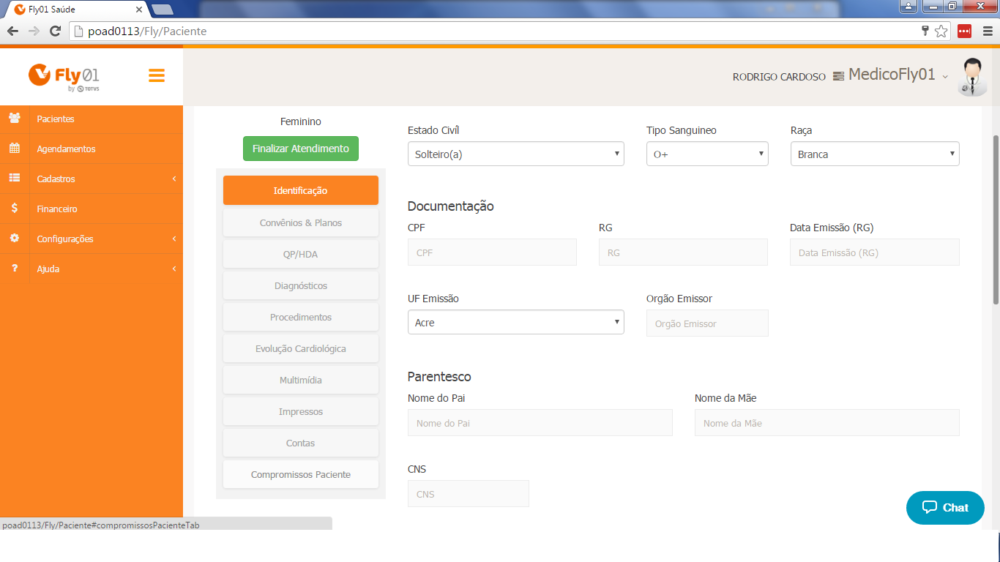 Fly01 Saúde
poad0113/Fly/Paciente
Fly01
by TOTVS
RODRIGO CARDOSO MedicoFly01
Pacientes
Agendamentos
Cadastros
Financeiro
Configurações
Ajuda
Feminino
Finalizar Atendimento
Identificação
Convênios & Planos
QP/HDA
Diagnósticos
Procedimentos
Evolução Cardiológica
Multimídia
Impressos
Contas
Compromissos Paciente
Estado Civíl Tipo Sanguineo Raça
Solteiro(a) O+ Branca
Documentação
CPF RG Data Emissão (RG)
CPF RG Data Emissão (RG)
UF Emissão Orgão Emissor
Acre Orgão Emissor
Parentesco
Nome do Pai Nome da Mãe
Nome do Pai Nome da Mãe
CNS
CNS
Chat
poad0113/Fly/Paciente#compromissosPacienteTab